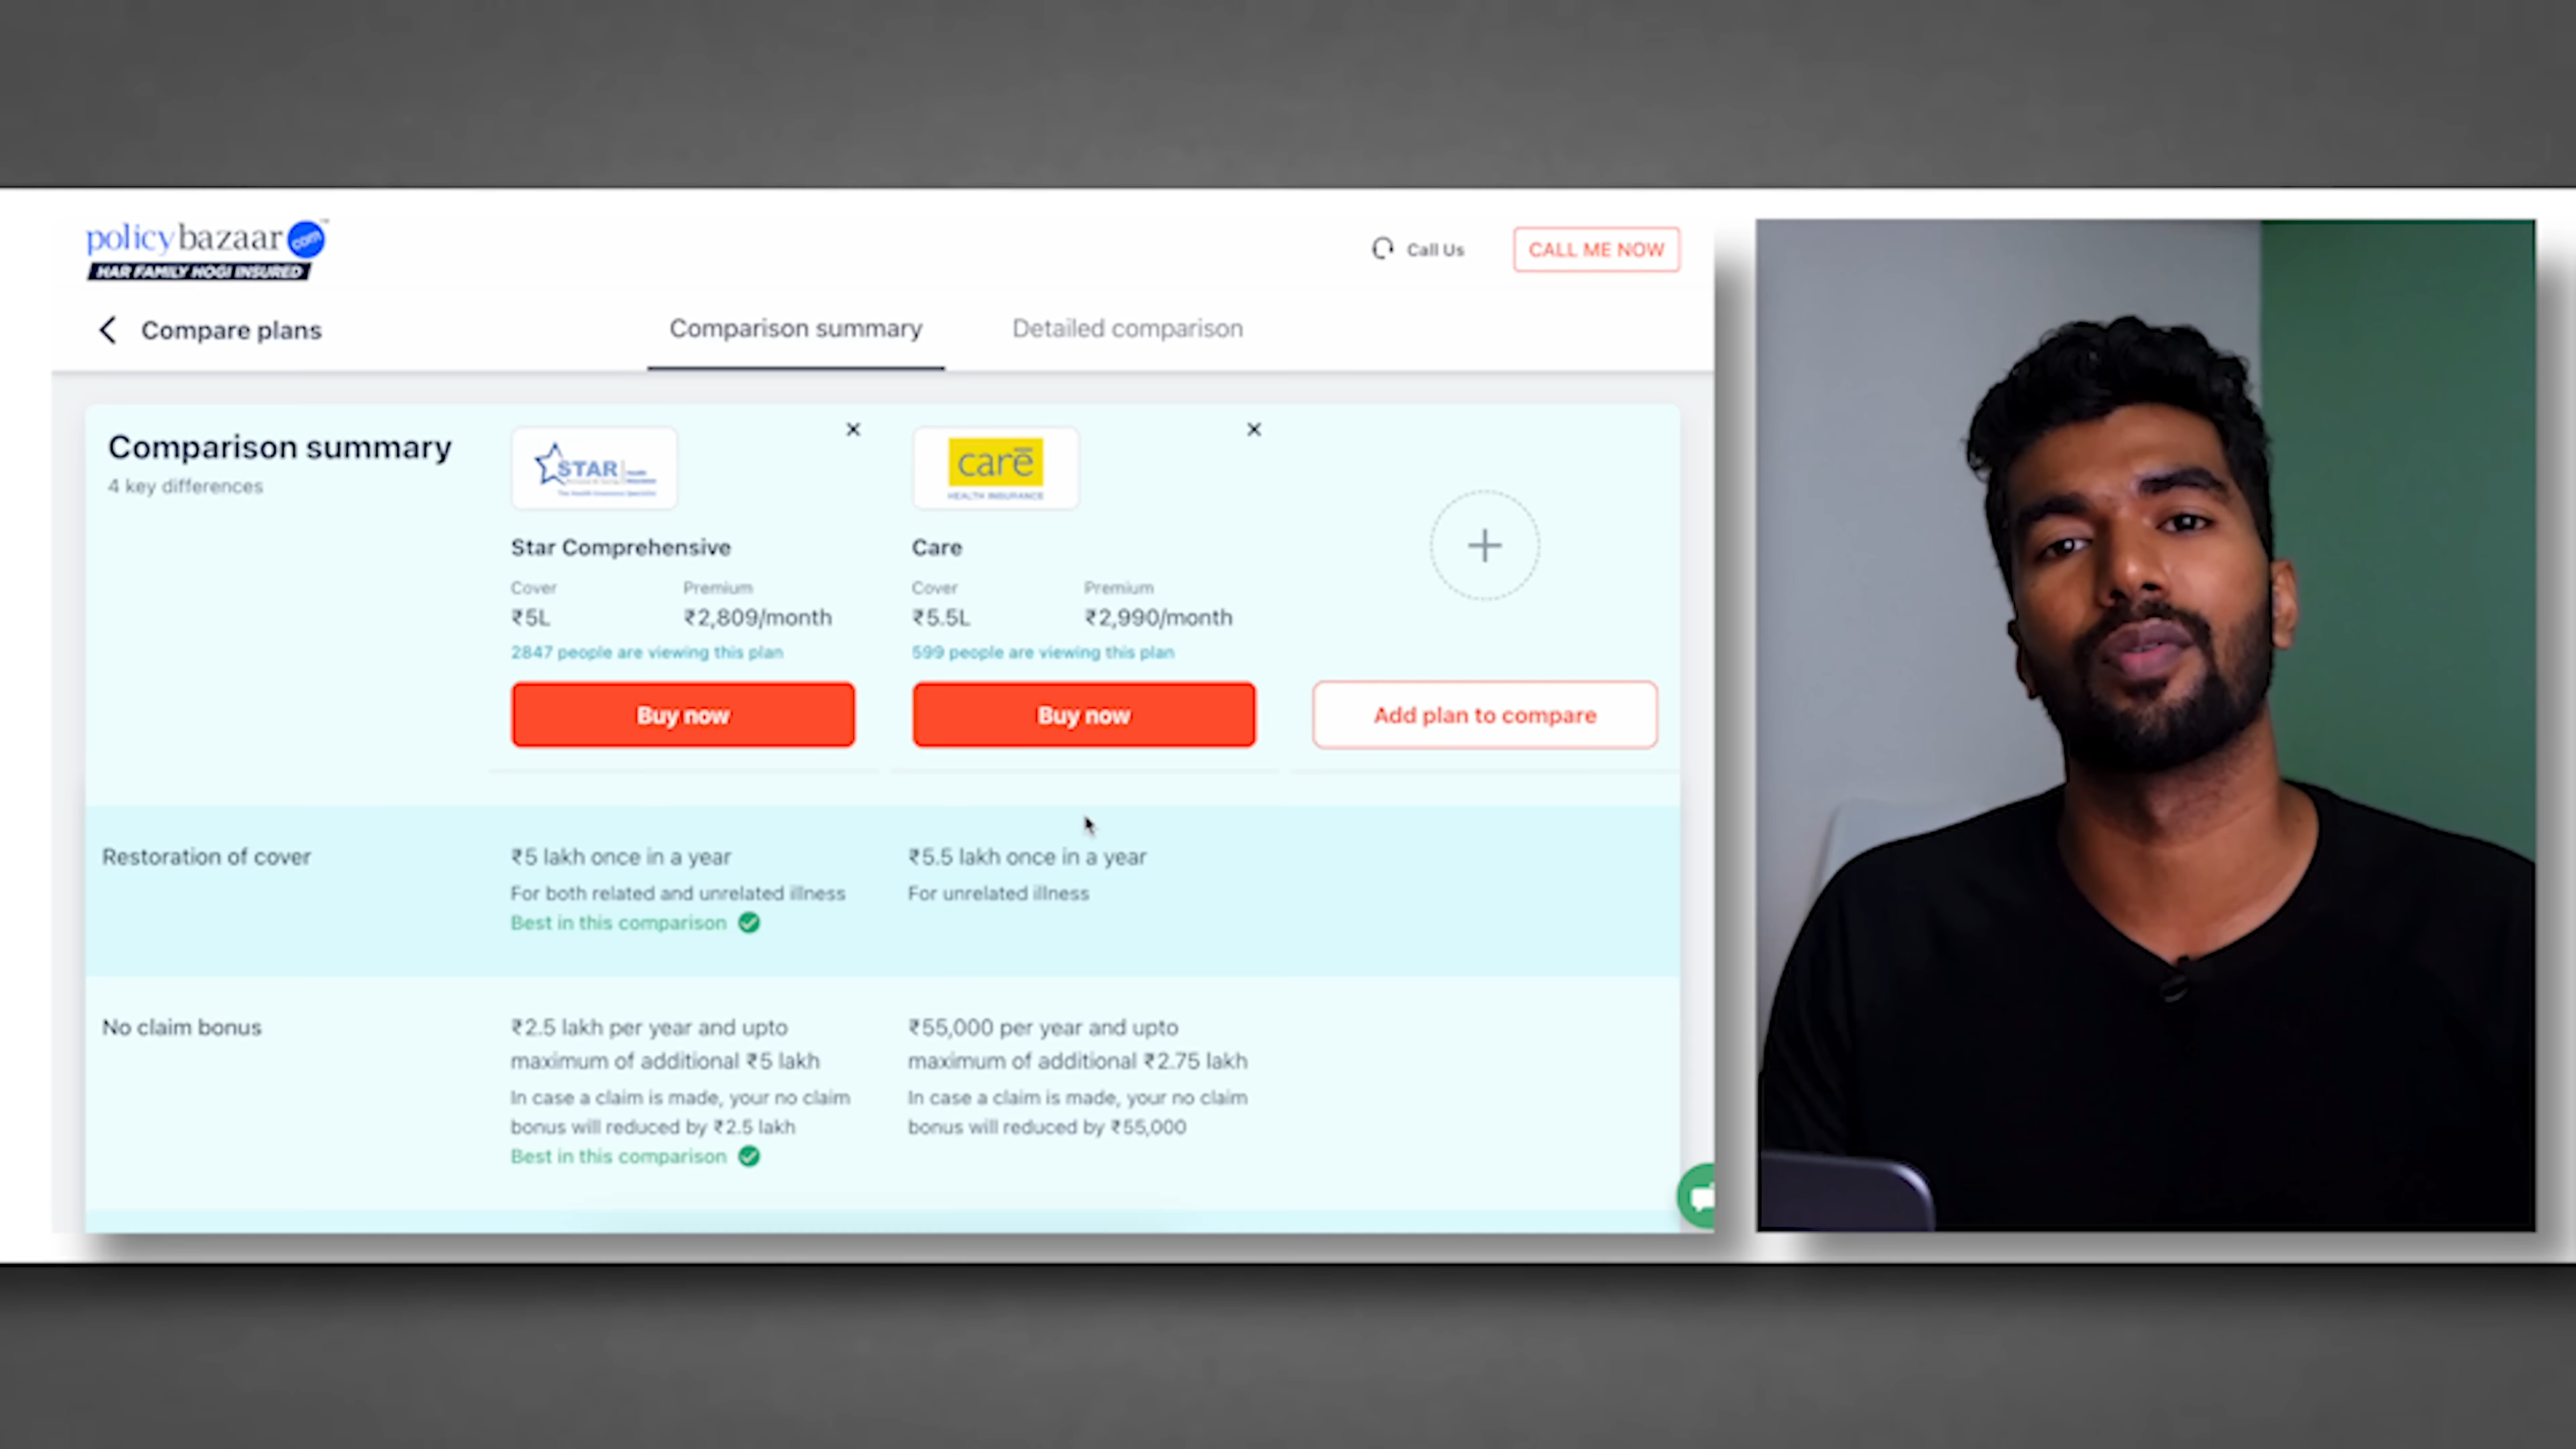 policybazaar com
HAR FAMILY HOGI INSURED
Call Us
CALL ME NOW
Compare plans
Comparison summary
Detailed comparison
Comparison summary
4 key differences
STAR
carē
HEALTH INSURANCE
Star Comprehensive
Care
Cover
Premium
₹5L
₹2,809/month
2847 people are viewing this plan
Cover
Premium
₹5.5L
₹2,990/month
599 people are viewing this plan
Buy now
Buy now
Add plan to compare
Restoration of cover
₹5 lakh once in a year
For both related and unrelated illness
Best in this comparison
₹5.5 lakh once in a year
For unrelated illness
No claim bonus
₹2.5 lakh per year and upto
maximum of additional ₹5 lakh
In case a claim is made, your no claim
bonus will reduced by ₹2.5 lakh
Best in this comparison
₹55,000 per year and upto
maximum of additional ₹2.75 lakh
In case a claim is made, your no claim
bonus will reduced by ₹55,000